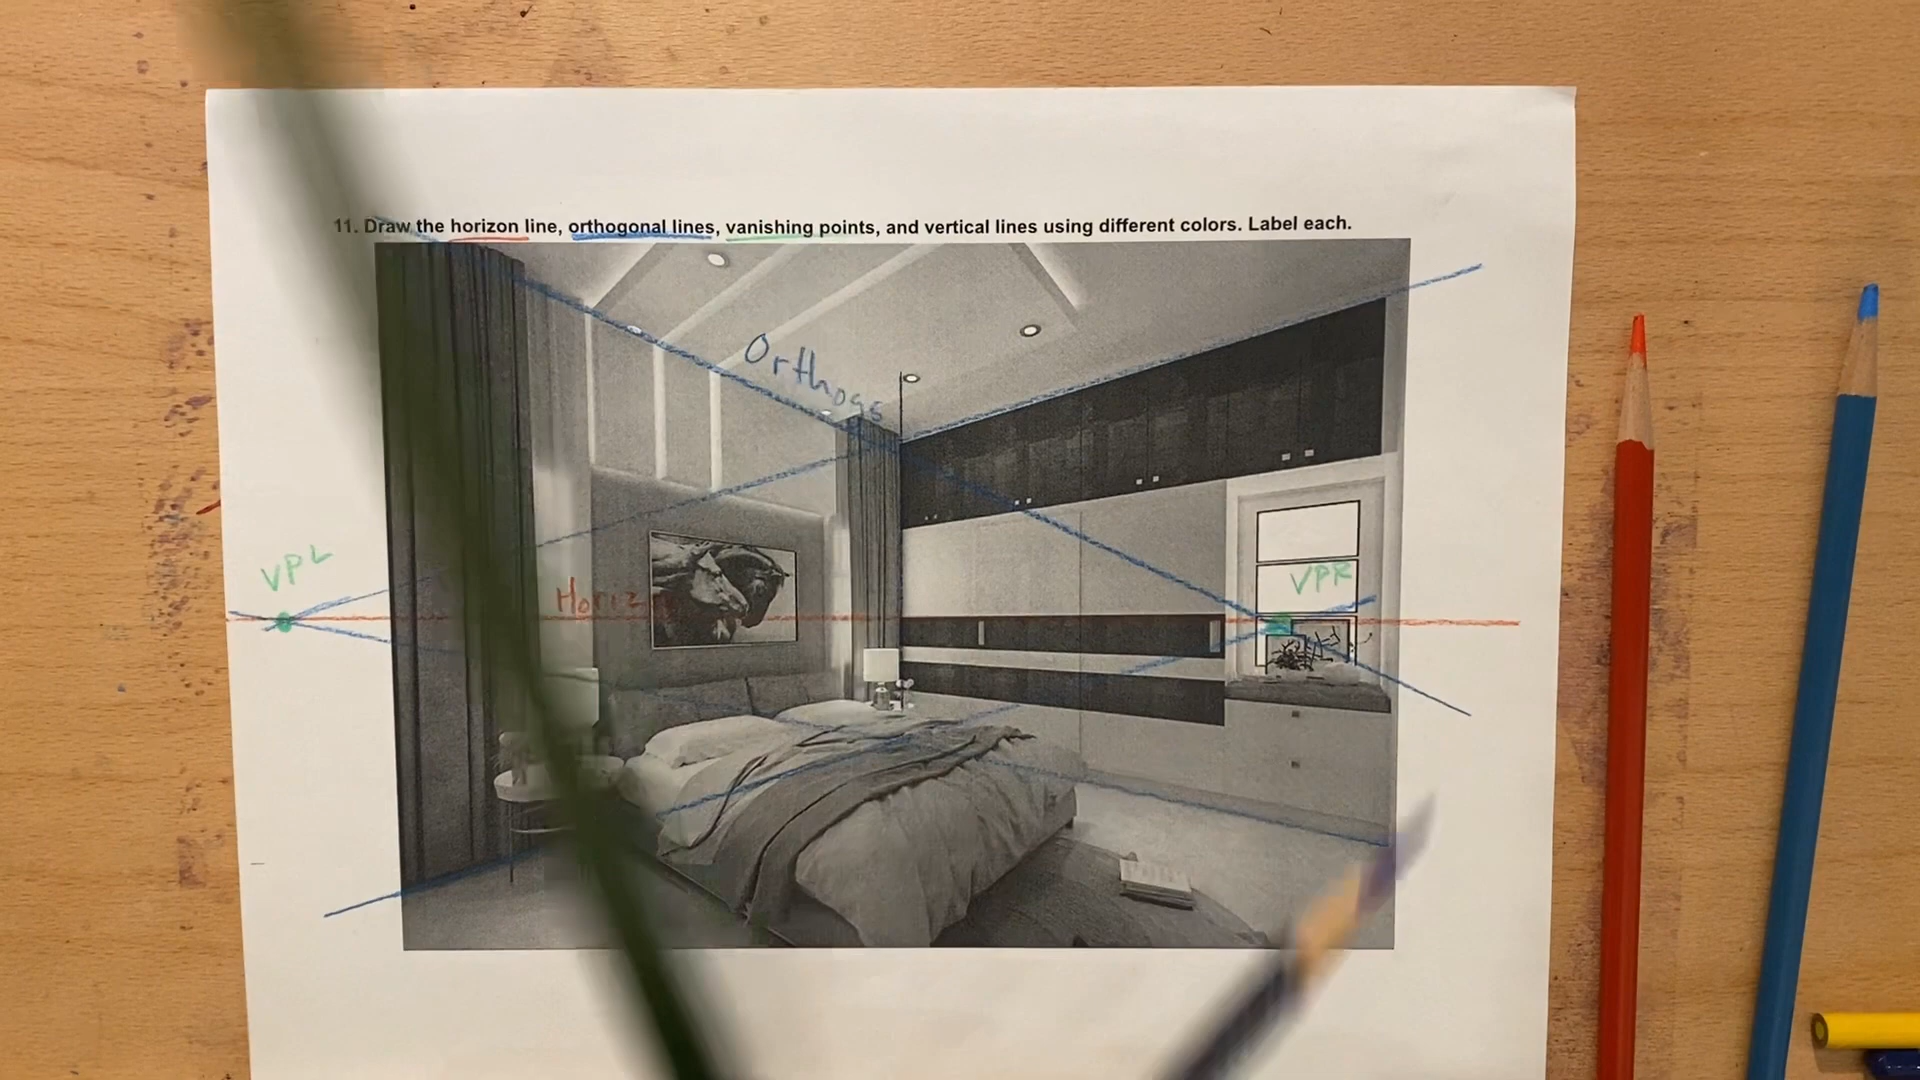 11. Draw the horizon line, orthogonal lines, vanishing points, and vertical lines using different colors. Label each.
Orthogs
VPL
VPR